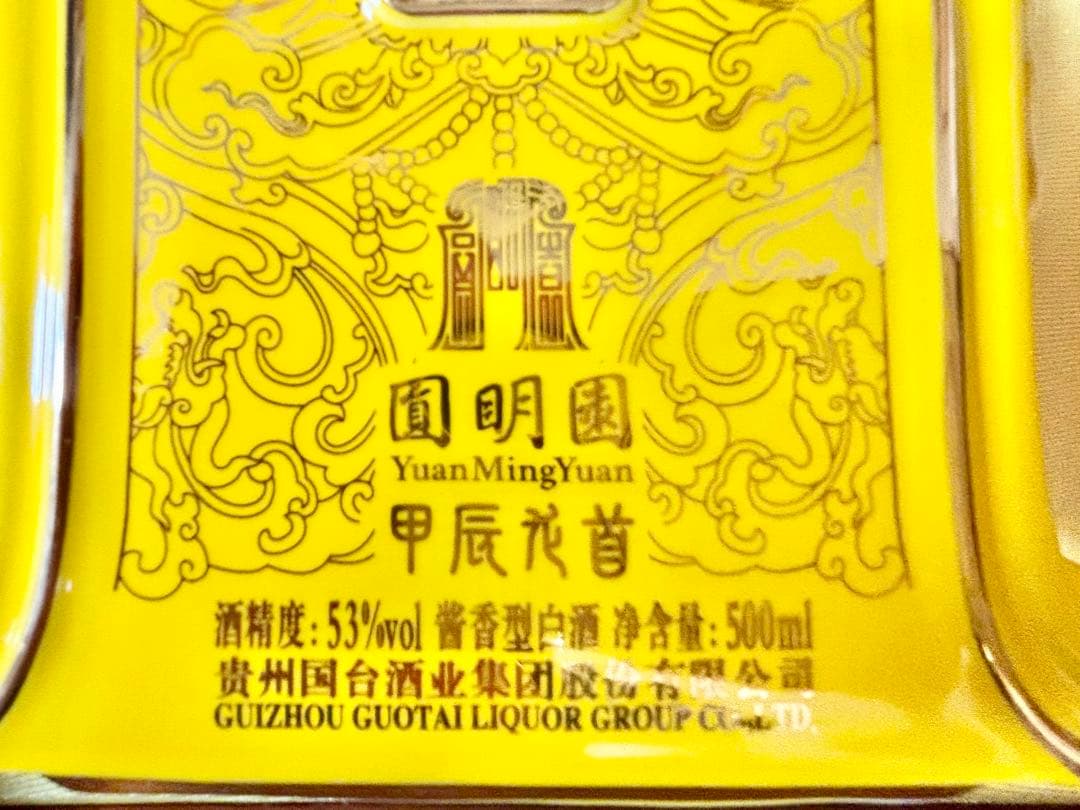 圓明園
YuanMingYuan
甲辰龙首
酒精度:53%vol 酱香型白酒 净含量:500ml
贵州国台酒业集团股份有限公司
GUIZHOU GUOTAI LIQUOR GROUP CO.,LTD.